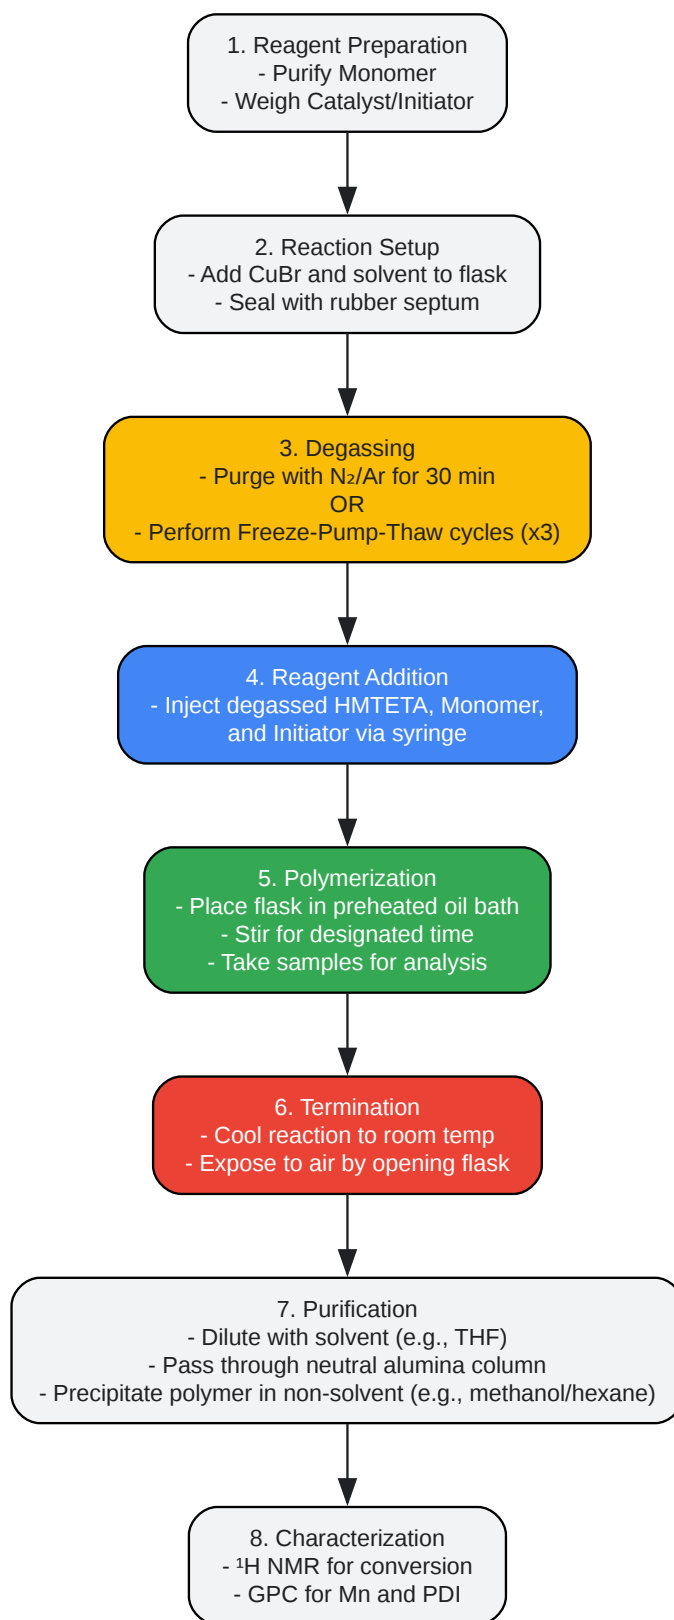 1. Reagent Preparation
- Purify Monomer
- Weigh Catalyst/Initiator
2. Reaction Setup
- Add CuBr and solvent to flask
- Seal with rubber septum
3. Degassing
- Purge with N₂/Ar for 30 min
OR
- Perform Freeze-Pump-Thaw cycles (x3)
4. Reagent Addition
- Inject degassed HMTETA, Monomer,
and Initiator via syringe
5. Polymerization
- Place flask in preheated oil bath
- Stir for designated time
- Take samples for analysis
6. Termination
- Cool reaction to room temp
- Expose to air by opening flask
7. Purification
- Dilute with solvent (e.g., THF)
- Pass through neutral alumina column
- Precipitate polymer in non-solvent (e.g., methanol/hexane)
8. Characterization
- ¹H NMR for conversion
- GPC for Mn and PDI